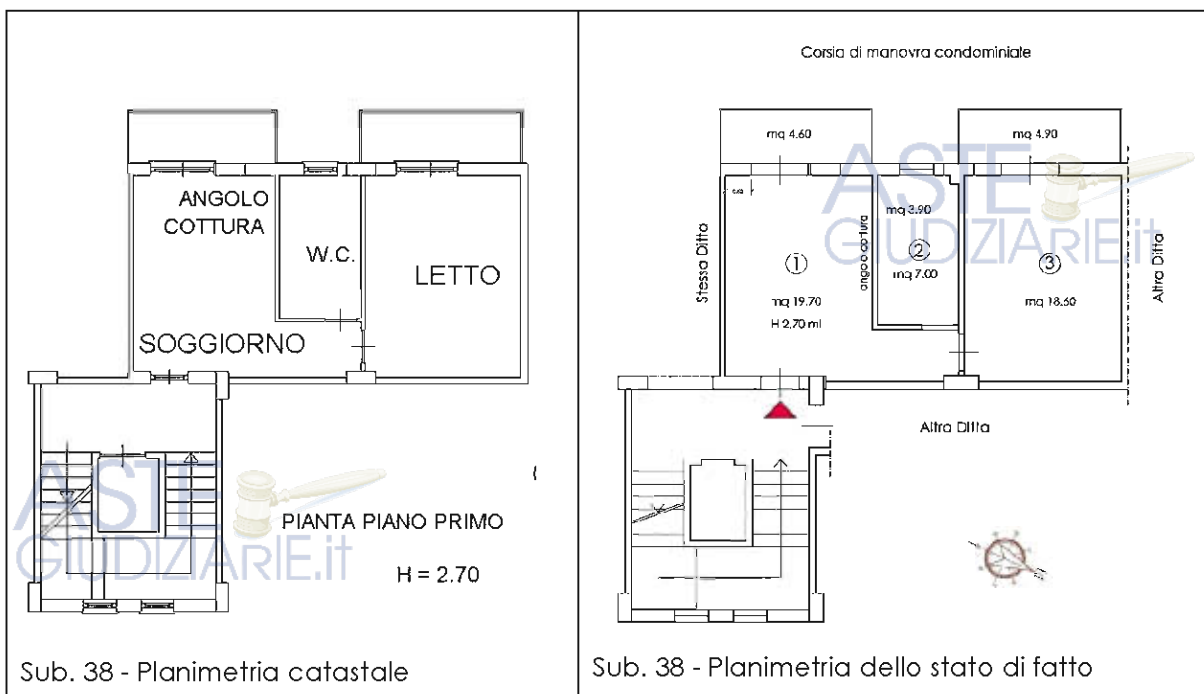 ANGOLO
COTTURA
W.C.
LETTO
SOGGIORNO
PIANTA PIANO PRIMO
H = 2.70
ASTE
GIUDIZIARIE.it
Sub. 38 - Planimetria catastale
Corsia di manovra condominiale
mq 4.60
mq 4.90
ASTE
GIUDIZIARIE.it
Stessa Ditta
angolo cottura
mq 3.90
Altra Ditta
1
2
3
mq 7.00
mq 19.70
mq 18.60
H 2,70 ml
Altra Ditta
Sub. 38 - Planimetria dello stato di fatto